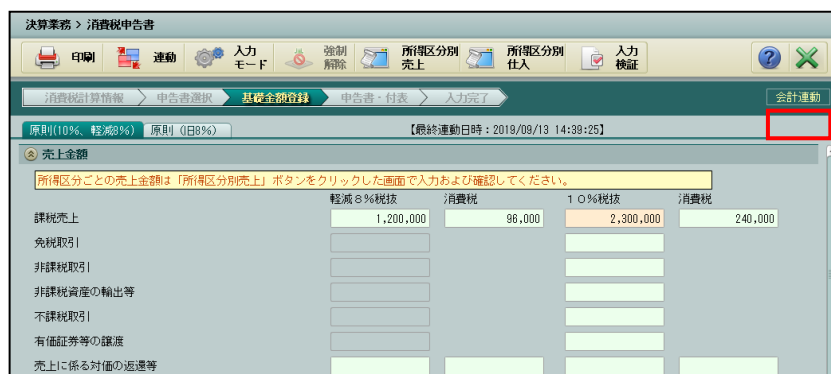 決算業務 > 消費税申告書
印刷 連動 入力モード 強制解除 所得区分別売上 所得区分別仕入 入力検証
消費税計算情報 申告書選択 基礎金額登録 申告書・付表 入力完了 会計連動
原則(10%、軽減8%) 原則(旧8%) 【最終連動日時:2019/09/13 14:39:25】
売上金額
所得区分ごとの売上金額は「所得区分別売上」ボタンをクリックした画面で入力および確認してください。
軽減8%税抜 消費税 10%税抜 消費税
課税売上 1,200,000 96,000 2,300,000 240,000
免税取引
非課税取引
非課税資産の輸出等
不課税取引
有価証券等の譲渡
売上に係る対価の返還等